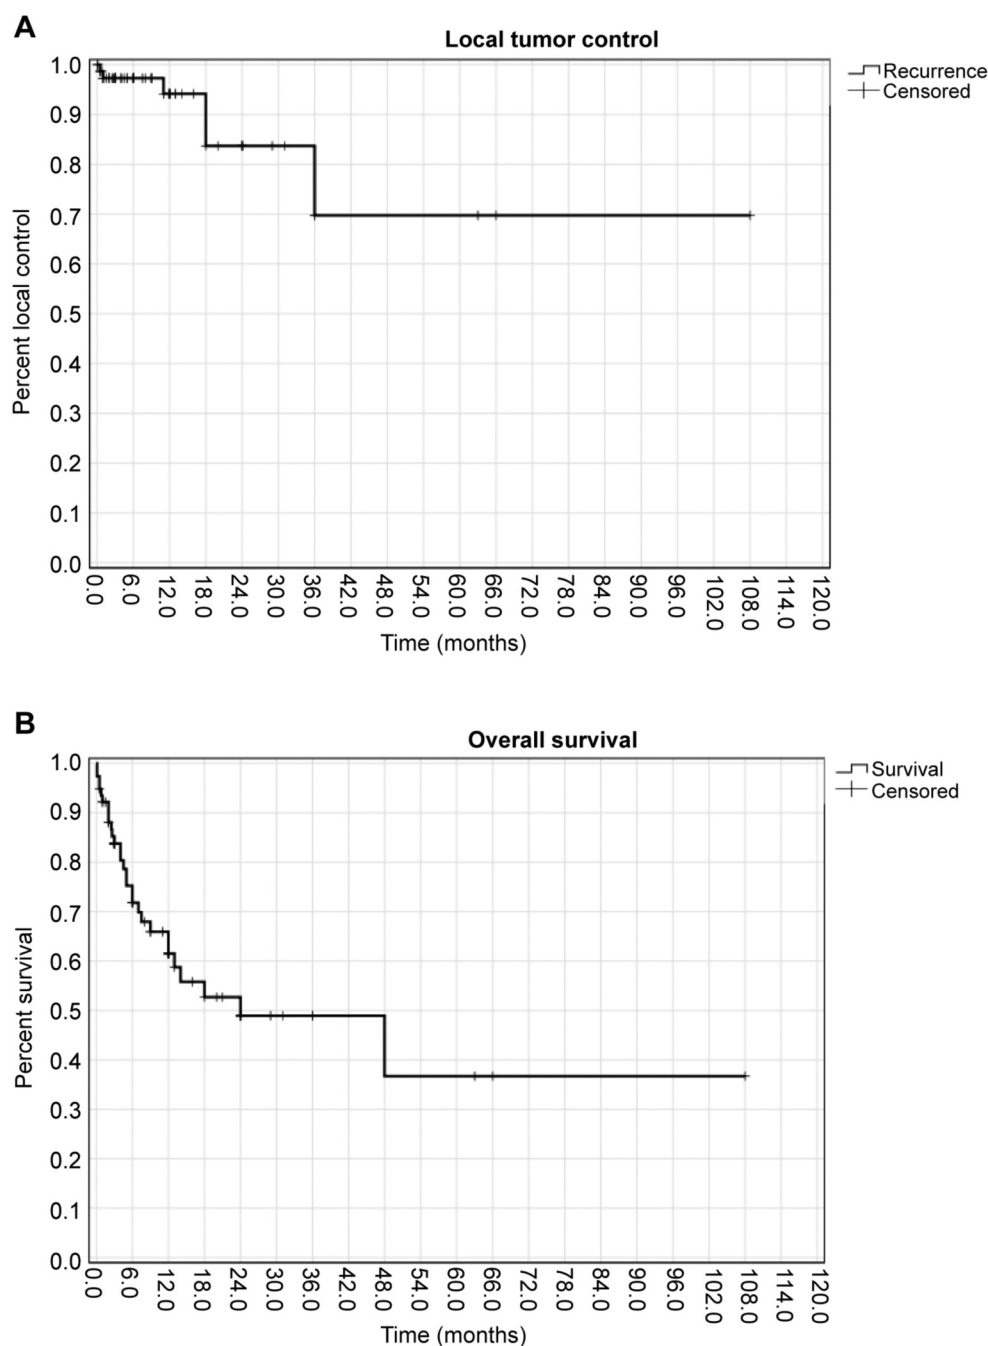 A
Local tumor control
Recurrence
Censored
Percent local control
1.0
0.9
0.8
0.7
0.6
0.5
0.4
0.3
0.2
0.1
0.0
0.0 6.0 12.0 18.0 24.0 30.0 36.0 42.0 48.0 54.0 60.0 66.0 72.0 78.0 84.0 90.0 96.0 102.0 108.0 114.0 120.0
Time (months)
B
Overall survival
Survival
Censored
Percent survival
1.0
0.9
0.8
0.7
0.6
0.5
0.4
0.3
0.2
0.1
0.0
0.0 6.0 12.0 18.0 24.0 30.0 36.0 42.0 48.0 54.0 60.0 66.0 72.0 78.0 84.0 90.0 96.0 102.0 108.0 114.0 120.0
Time (months)